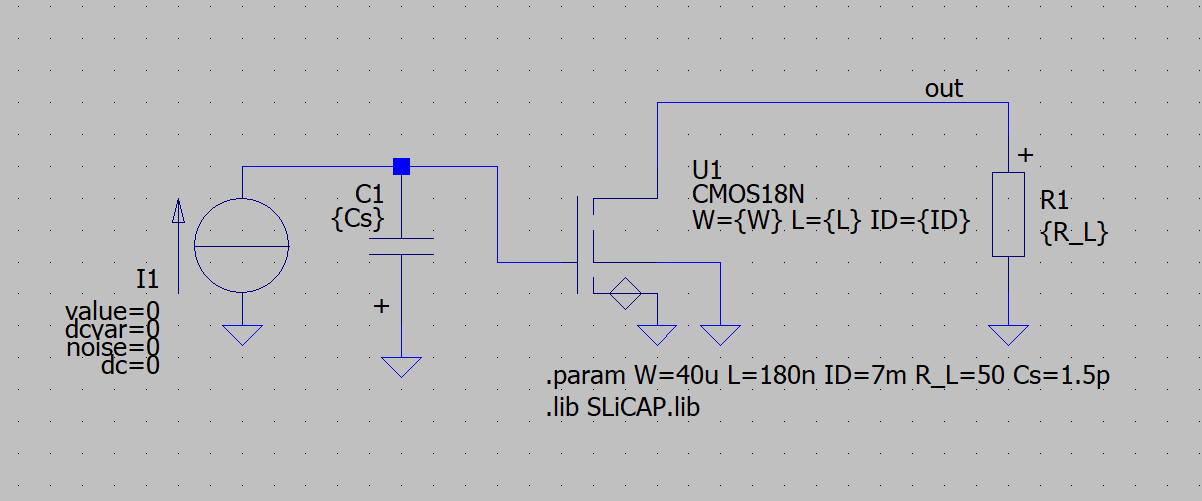 out
+
U1
CMOS18N
W={W} L={L} ID={ID}
R1
{R_L}
C1
{Cs}
+
I1
value=0
dcvar=0
noise=0
dc=0
.param W=40u L=180n ID=7m R_L=50 Cs=1.5p
.lib SLiCAP.lib